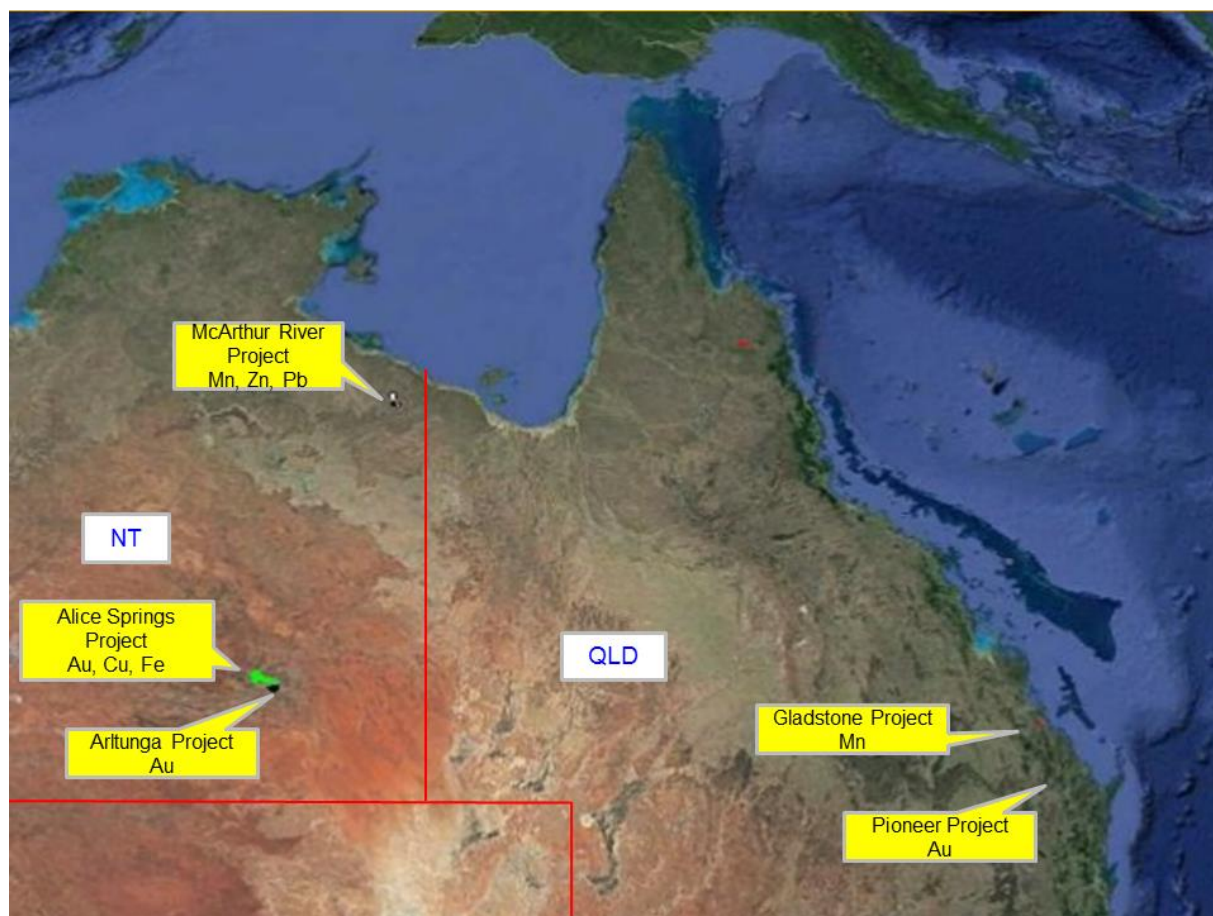 McArthur River
Project
Mn, Zn, Pb
NT
Alice Springs
Project
Au, Cu, Fe
QLD
Arltunga Project
Au
Gladstone Project
Mn
Pioneer Project
Au